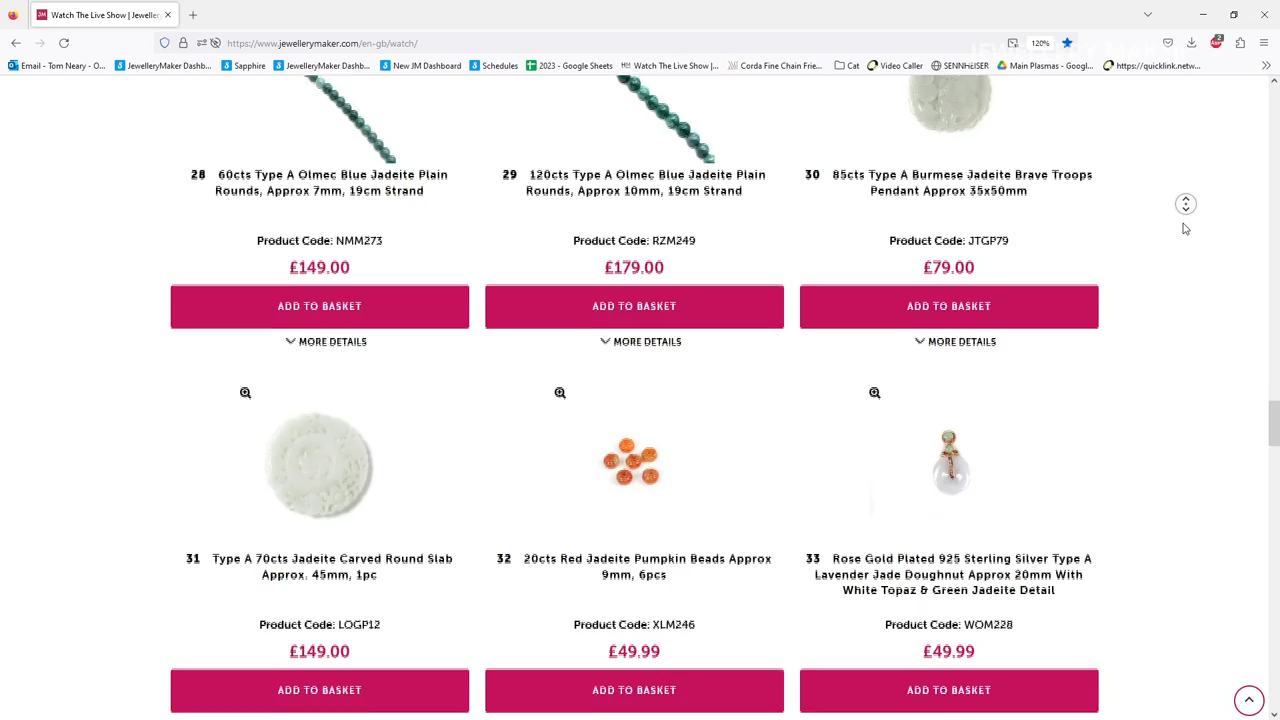 Watch The Live Show | Jeweller
https://www.jewellerymaker.com/en-gb/watch/
120%
2
Email - Tom Neary - O...
JewelleryMaker Dashb...
Sapphire
JewelleryMaker Dashb...
New JM Dashboard
Schedules
2023 - Google Sheets
Watch The Live Show |...
Corda Fine Chain Frie...
Cat
Video Caller
SENNHEISER
Main Plasmas - Googl...
https://quicklink.netw...
28 60cts Type A Olmec Blue Jadeite Plain
Rounds, Approx 7mm, 19cm Strand
Product Code: NMM273
£149.00
ADD TO BASKET
MORE DETAILS
29 120cts Type A Olmec Blue Jadeite Plain
Rounds, Approx 10mm, 19cm Strand
Product Code: RZM249
£179.00
ADD TO BASKET
MORE DETAILS
30 85cts Type A Burmese Jadeite Brave Troops
Pendant Approx 35x50mm
Product Code: JTGP79
£79.00
ADD TO BASKET
MORE DETAILS
31 Type A 70cts Jadeite Carved Round Slab
Approx. 45mm, 1pc
Product Code: LOGP12
£149.00
ADD TO BASKET
32 20cts Red Jadeite Pumpkin Beads Approx
9mm, 6pcs
Product Code: XLM246
£49.99
ADD TO BASKET
33 Rose Gold Plated 925 Sterling Silver Type A
Lavender Jade Doughnut Approx 20mm With
White Topaz & Green Jadeite Detail
Product Code: WOM228
£49.99
ADD TO BASKET